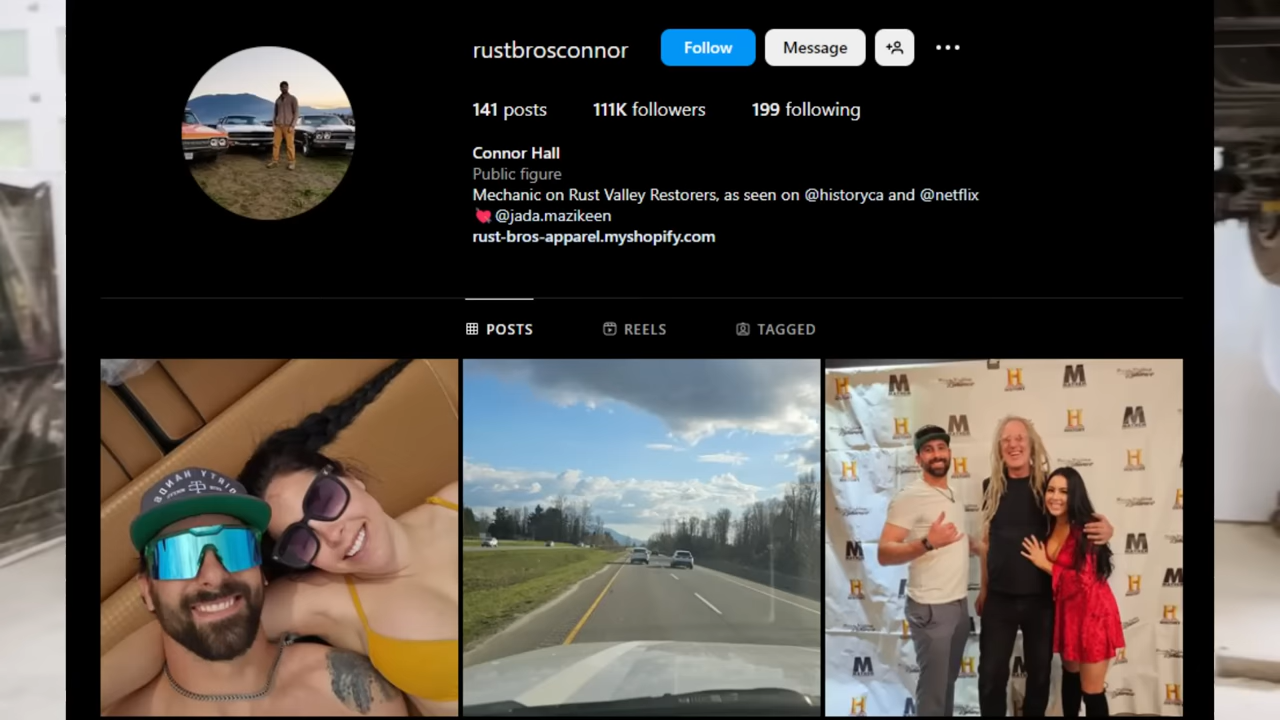 rustbrosconnor
Follow
Message
141 posts
111K followers
199 following
Connor Hall
Public figure
Mechanic on Rust Valley Restorers, as seen on @historyca and @netflix
💘 @jada.mazikeen
rust-bros-apparel.myshopify.com
POSTS
REELS
TAGGED
DIRTY HANDS
H
M
H
M
H
M
H
M
H
H
H
M
M
H
H
M
H
M
M
H
H